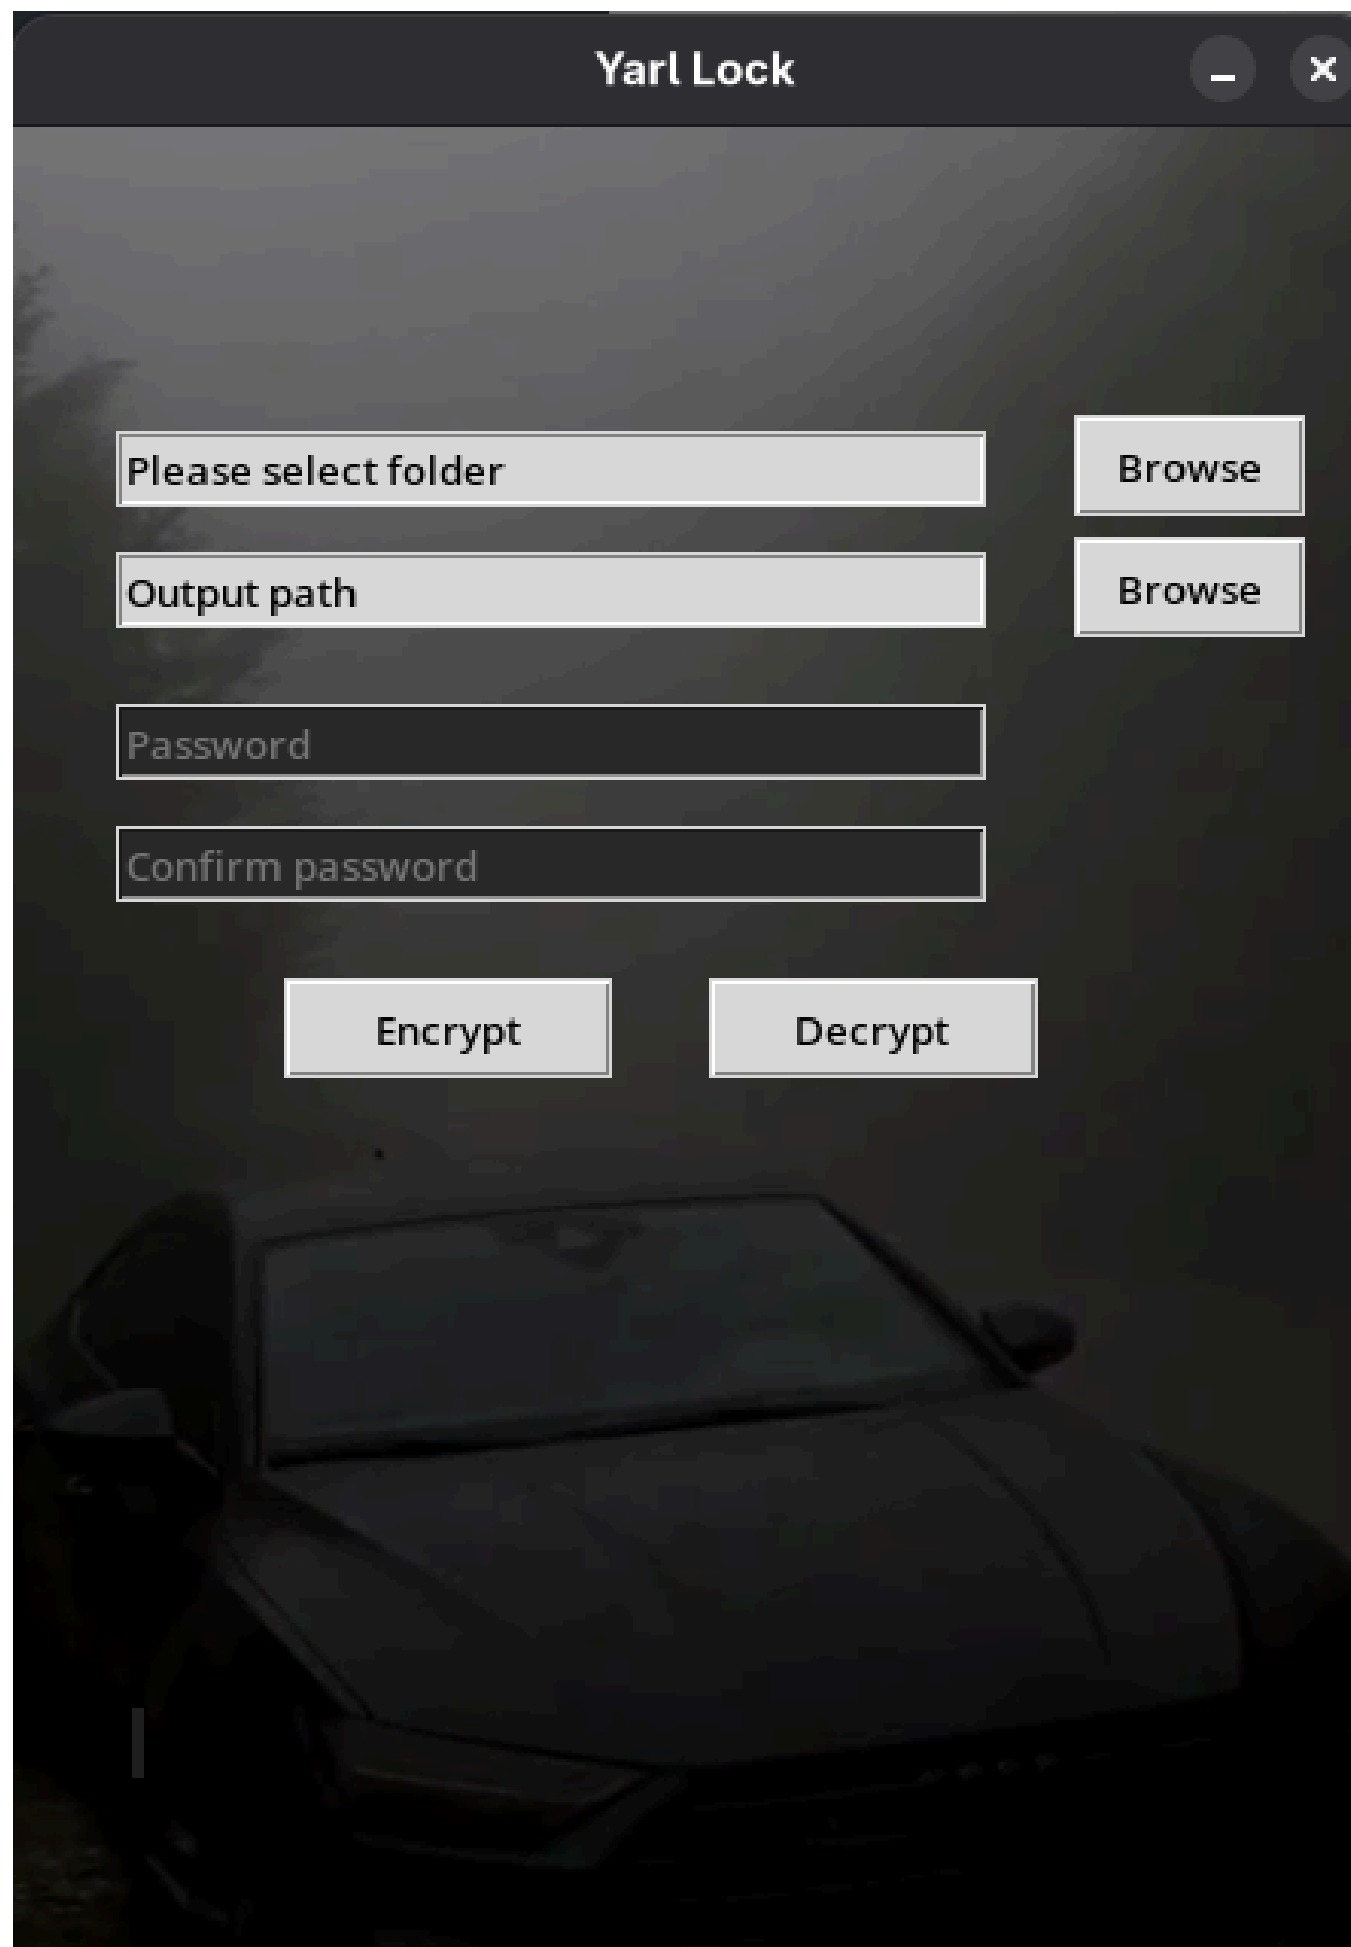 Yarl Lock
Please select folder
Browse
Output path
Browse
Password
Confirm password
Encrypt
Decrypt